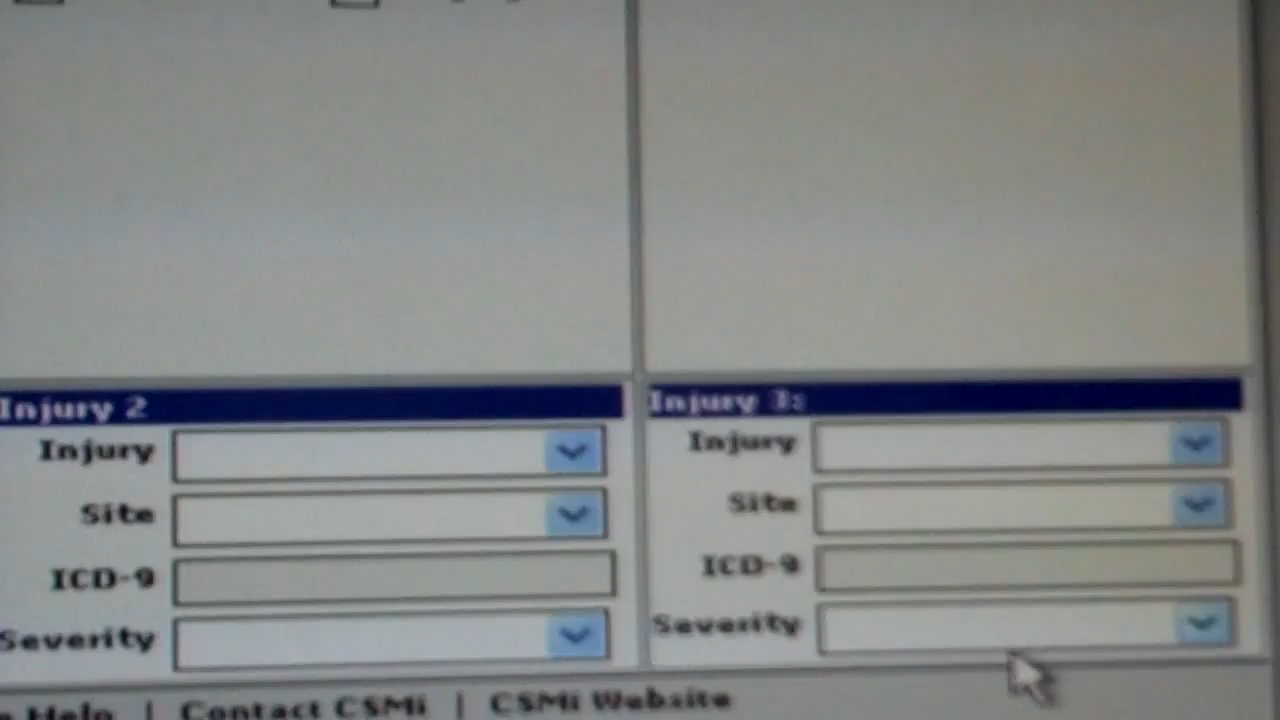 Injury 2
Injury
Site
ICD-9
Severity
Injury 3:
Injury
Site
ICD-9
Severity
Help | Contact CSMi | CSMi Website